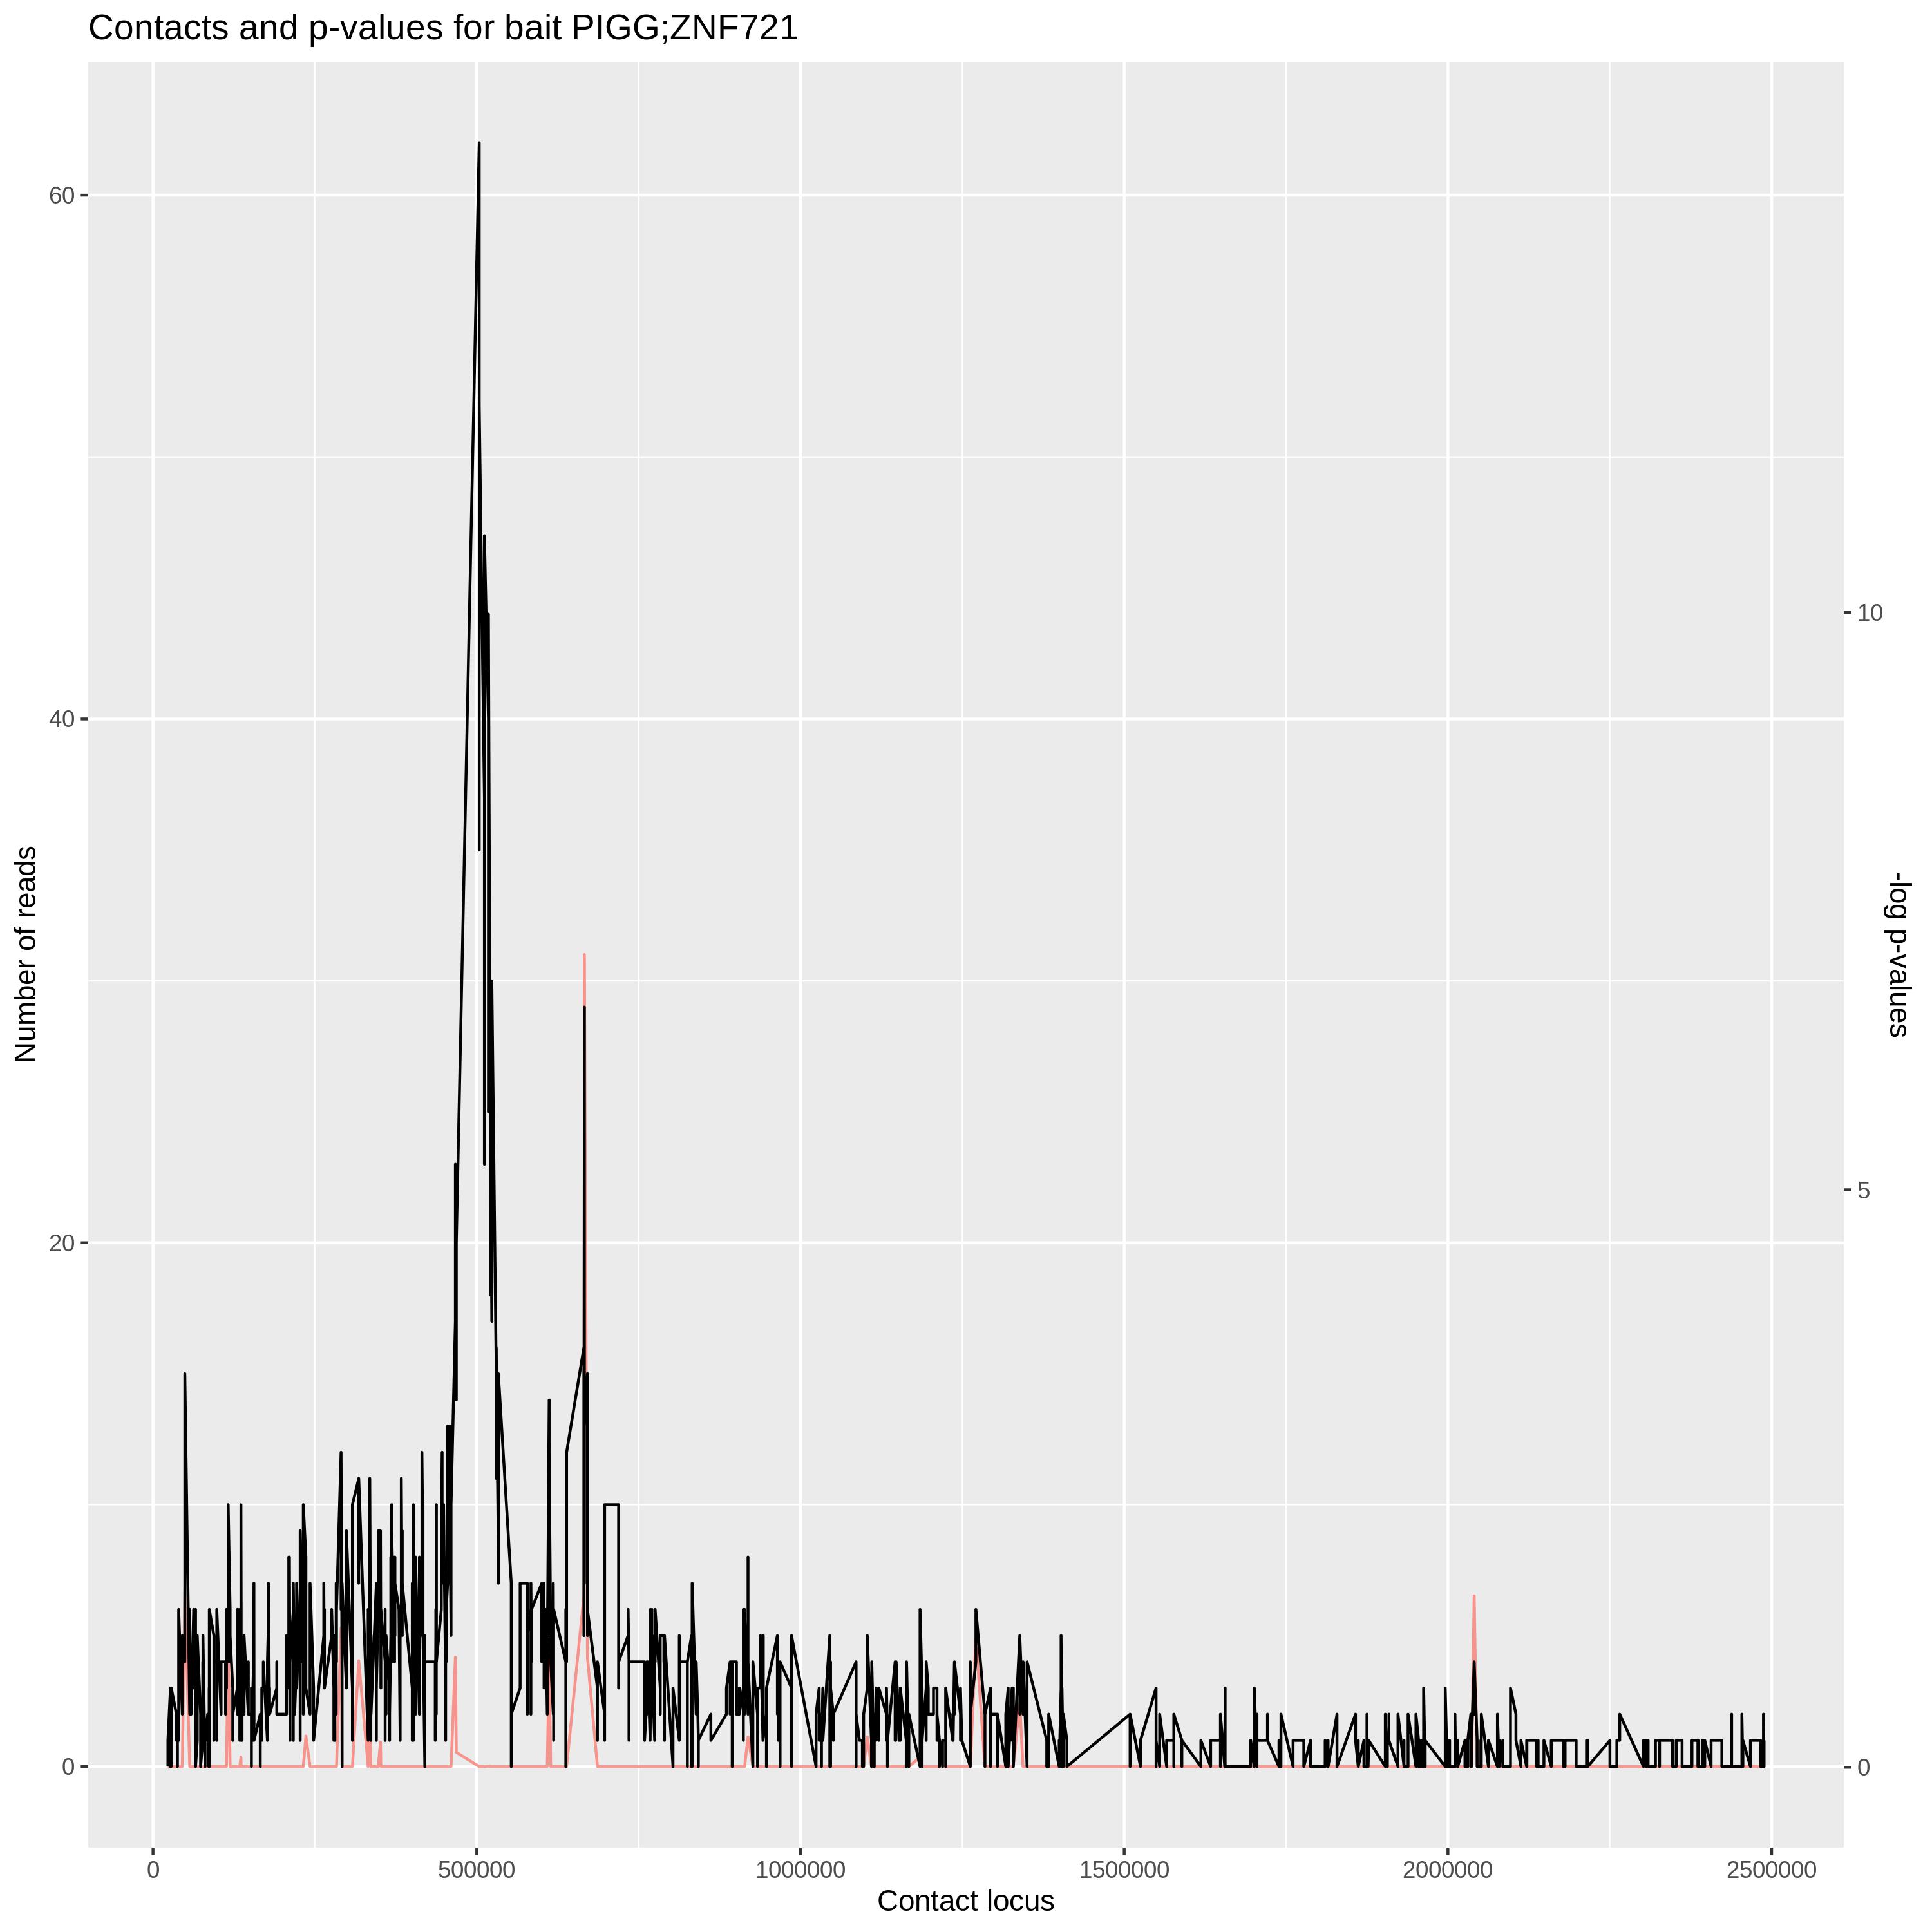 Contacts and p-values for bait PIGG;ZNF721
60
40
20
0
Number of reads
10
5
0
-log p-values
0 500000 1000000 1500000 2000000 2500000
Contact locus